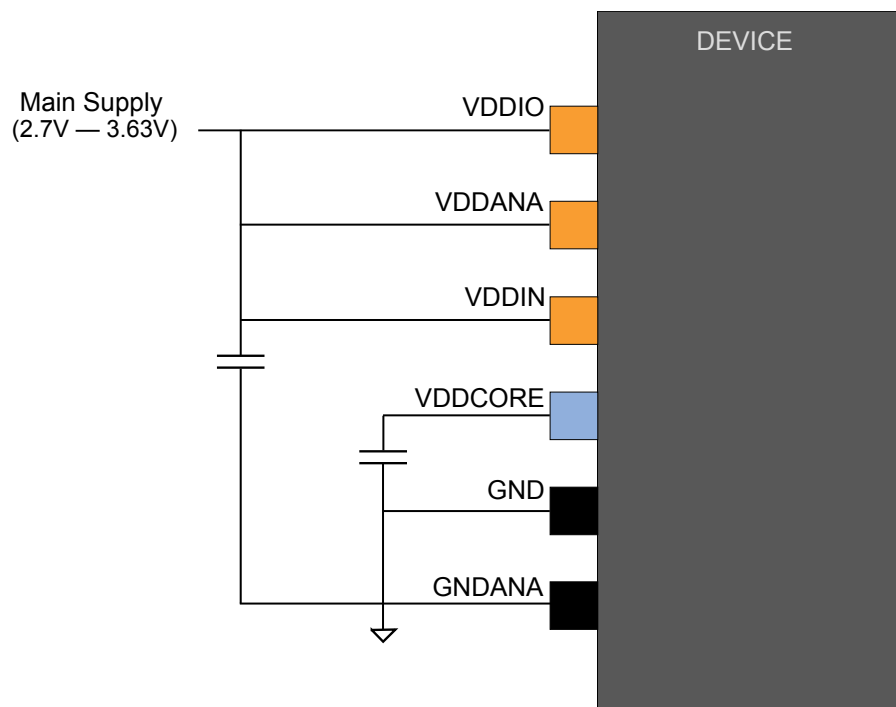 DEVICE
VDDIO
Main Supply
(2.7V — 3.63V)
VDDANA
VDDIN
VDDCORE
GND
GNDANA